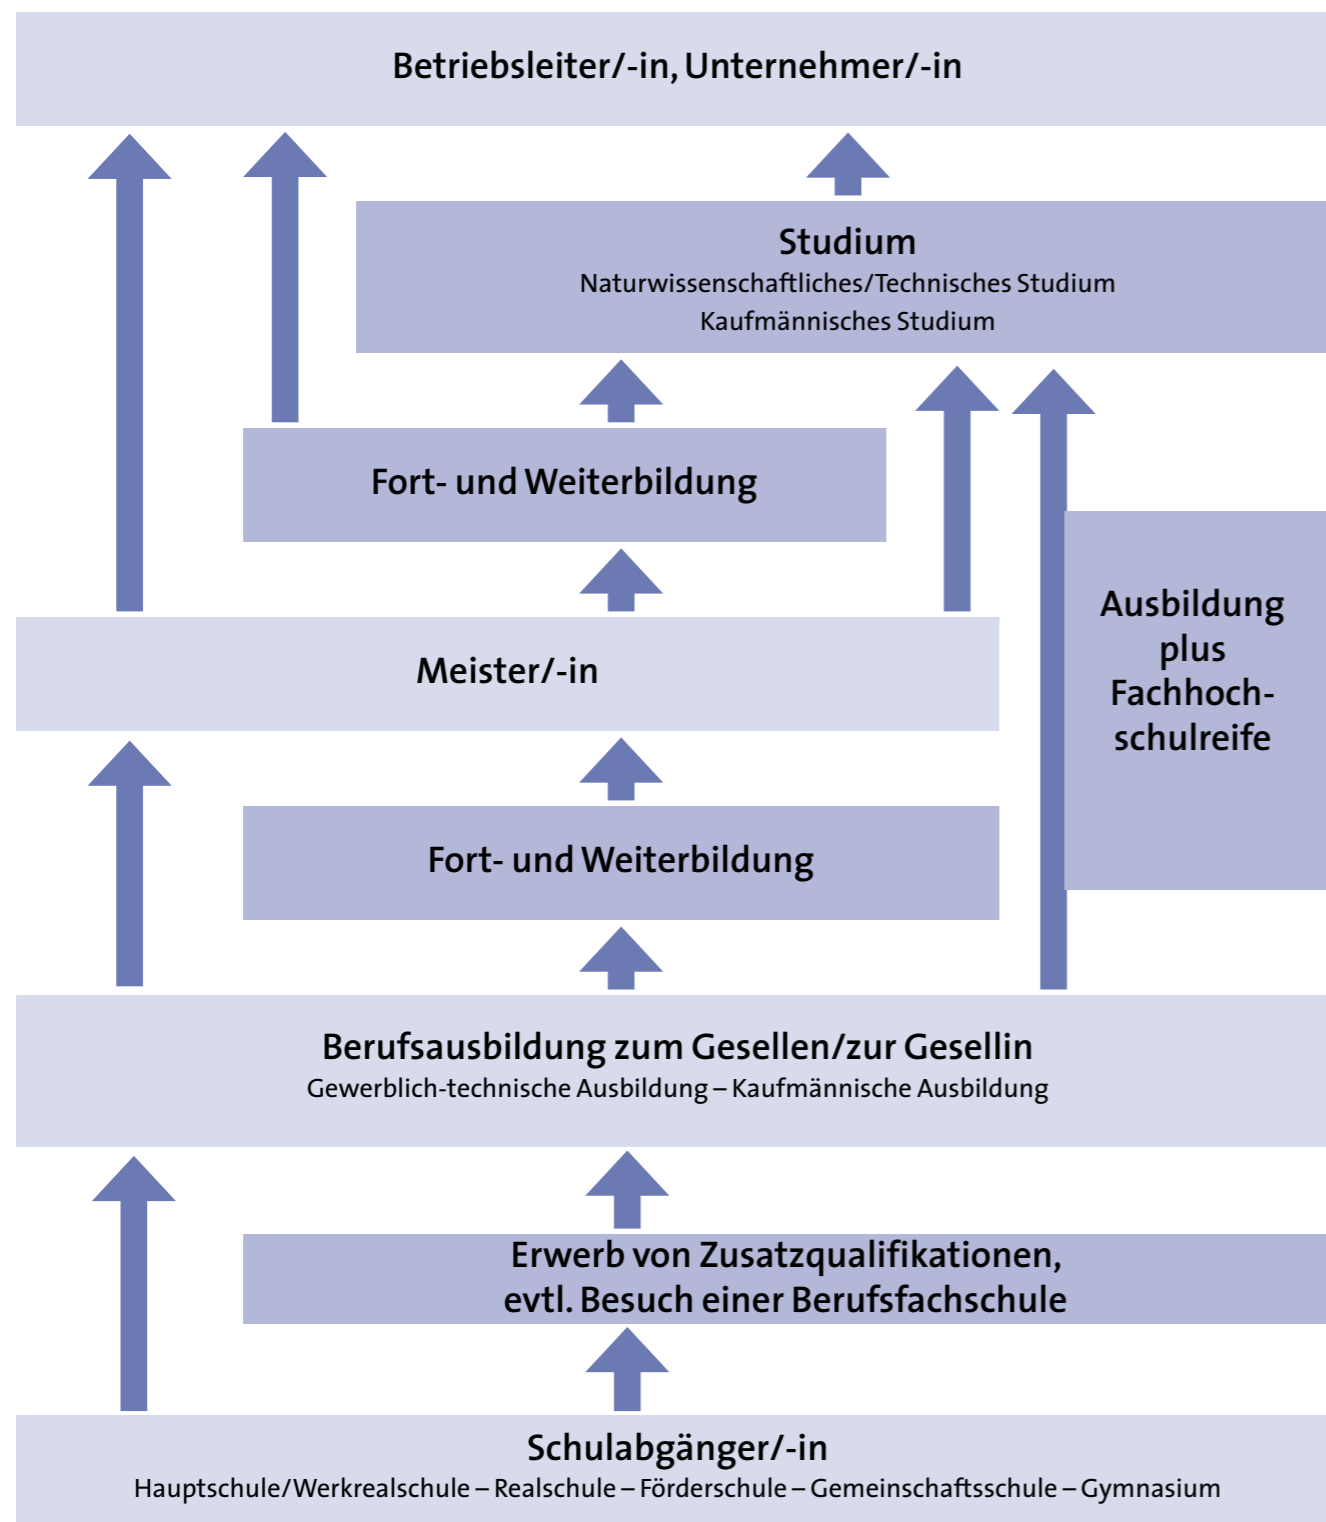 Betriebsleiter/-in, Unternehmer/-in
Studium
Naturwissenschaftliches/Technisches Studium
Kaufmännisches Studium
Fort- und Weiterbildung
Ausbildung
plus
Fachhoch-
schulreife
Meister/-in
Fort- und Weiterbildung
Berufsausbildung zum Gesellen/zur Gesellin
Gewerblich-technische Ausbildung – Kaufmännische Ausbildung
Erwerb von Zusatzqualifikationen,
evtl. Besuch einer Berufsfachschule
Schulabgänger/-in
Hauptschule/Werkrealschule – Realschule – Förderschule – Gemeinschaftsschule – Gymnasium